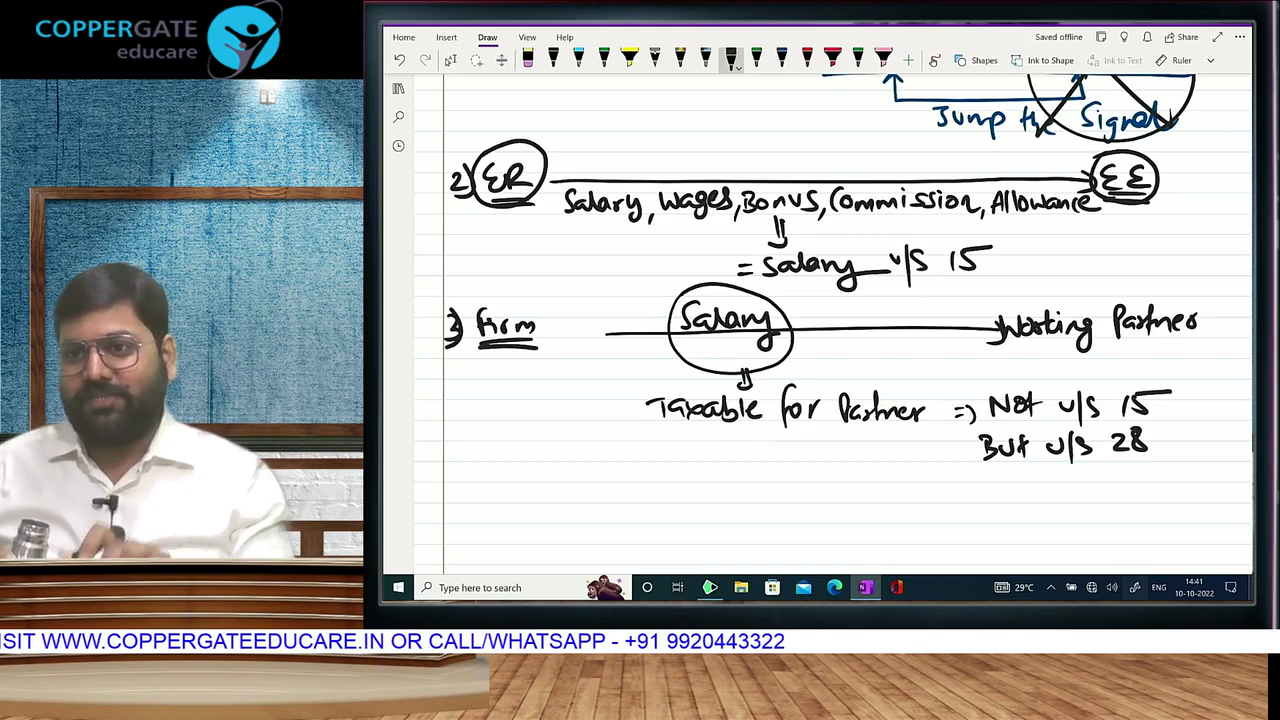 COPPERGATE
educare
Home Insert Draw View Help
Saved offline
Share
Shapes
Ink to Shape
Ink to Text
Ruler
Jump the Signal
2) ER
EE
Salary, Wages, Bonus, Commission, Allowance
= Salary u/s 15
3) Firm
Salary
Working Partner
Taxable for Partner => Not u/s 15
But u/s 28
Type here to search
29°C
ENG
14:41
10-10-2022
ISIT WWW.COPPERGATEEDUCARE.IN OR CALL/WHATSAPP - +91 9920443322